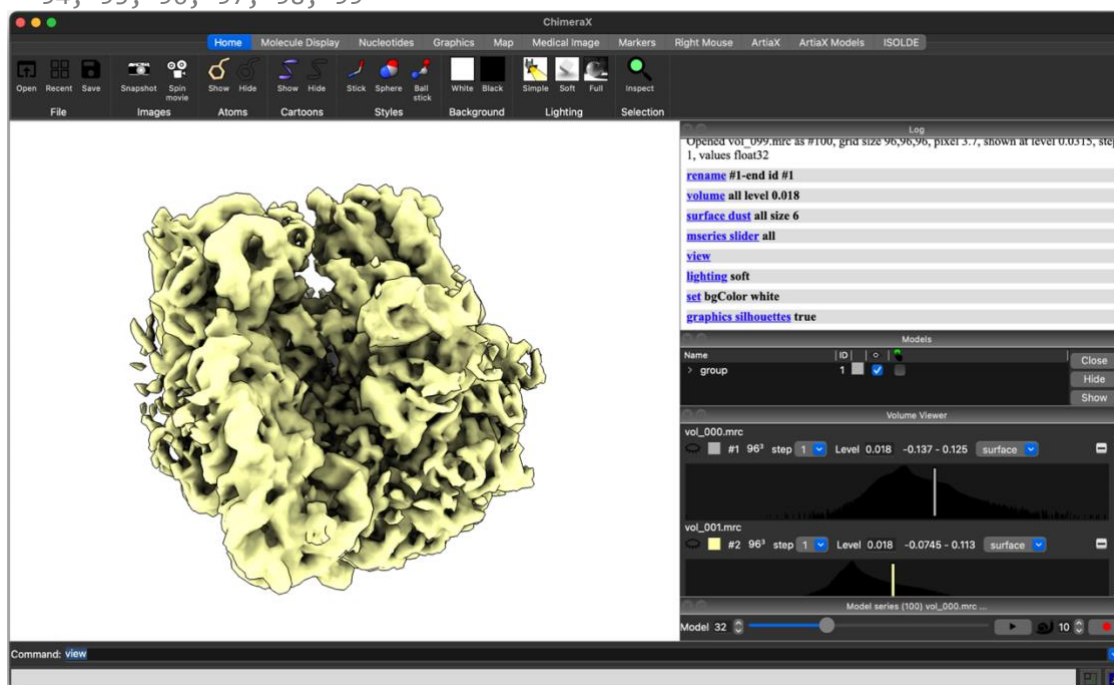 94, 95, 96, 97, 98, 99
ChimeraX
Home Molecule Display Nucleotides Graphics Map Medical Image Markers Right Mouse ArtiaX ArtiaX Models ISOLDE
Open Recent Save Snapshot Spin movie Show Hide Show Hide Stick Sphere Ball stick White Black Simple Soft Full Inspect
File Images Atoms Cartoons Styles Background Lighting Selection
Log
Opened vol_099.mrc as #100, grid size 96,96,96, pixel 3.7, shown at level 0.0315, step
1, values float32
rename #1-end id #1
volume all level 0.018
surface dust all size 6
mseries slider all
view
lighting soft
set bgColor white
graphics silhouettes true
Models
Name ID
> group 1
Close
Hide
Show
Volume Viewer
vol_000.mrc
#1 96³ step 1 Level 0.018 -0.137 - 0.125 surface
vol_001.mrc
#2 96³ step 1 Level 0.018 -0.0745 - 0.113 surface
Model series (100) vol_000.mrc ...
Model 32 10
Command: view